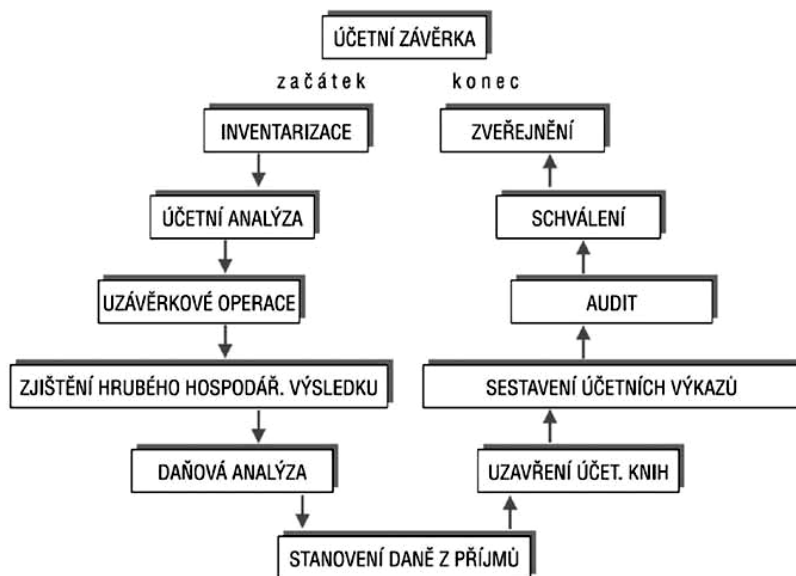 ÚČETNÍ ZÁVĚRKA
začátek
konec
INVENTARIZACE
ÚČETNÍ ANALÝZA
UZÁVĚRKOVÉ OPERACE
ZJIŠTĚNÍ HRUBÉHO HOSPODÁŘ. VÝSLEDKU
DAŇOVÁ ANALÝZA
STANOVENÍ DANĚ Z PŘÍJMŮ
UZAVŘENÍ ÚČET. KNIH
SESTAVENÍ ÚČETNÍCH VÝKAZŮ
AUDIT
SCHVÁLENÍ
ZVEŘEJNĚNÍ